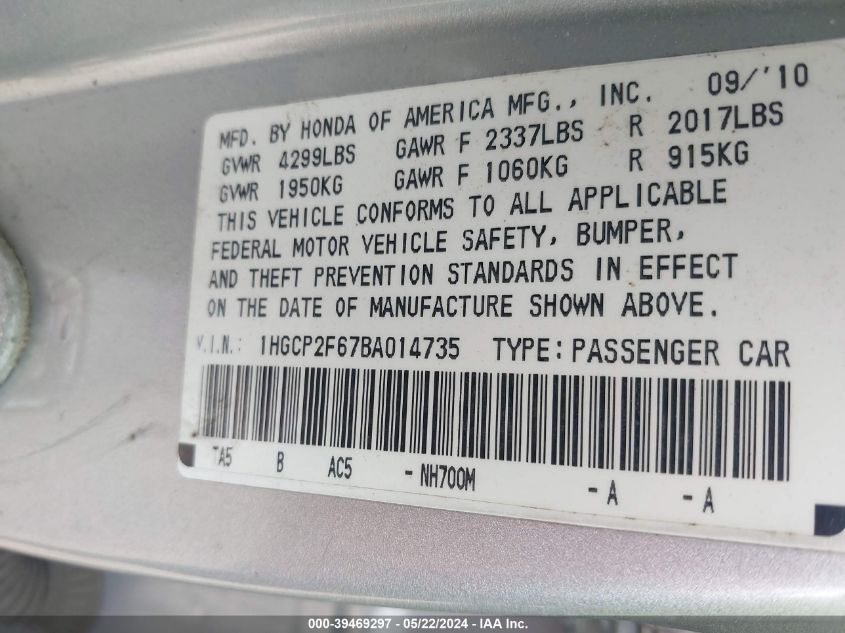 MFD. BY HONDA OF AMERICA MFG., INC. 09/'10
GVWR 4299LBS GAWR F 2337LBS R 2017LBS
GVWR 1950KG GAWR F 1060KG R 915KG
THIS VEHICLE CONFORMS TO ALL APPLICABLE
FEDERAL MOTOR VEHICLE SAFETY, BUMPER,
AND THEFT PREVENTION STANDARDS IN EFFECT
ON THE DATE OF MANUFACTURE SHOWN ABOVE.
V.I.N.: 1HGCP2F67BA014735 TYPE:PASSENGER CAR
TA5 B AC5 -NH700M -A -A
000-39469297 - 05/22/2024 - IAA Inc.